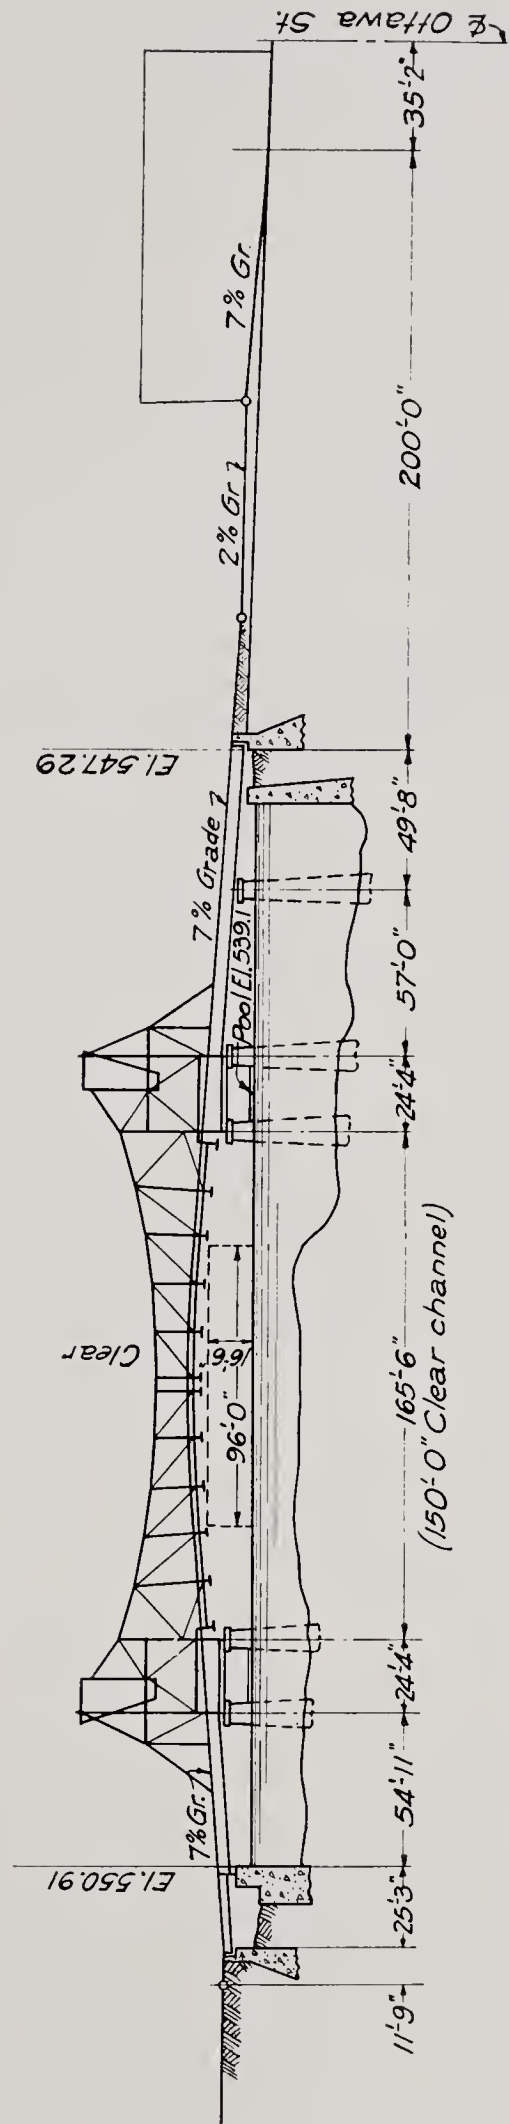 ℄ Ottawa St.
35'-2"
7% Gr.
200'-0"
2% Gr.
El. 547.29
49'-8"
7% Grade
Pool El. 539.1
57'-0"
24'-4"
Clear
16'-6"
96'-0"
165'-6"
(150'-0" Clear channel)
24'-4"
7% Gr.
54'-11"
El. 550.91
25'-3"
11'-9"